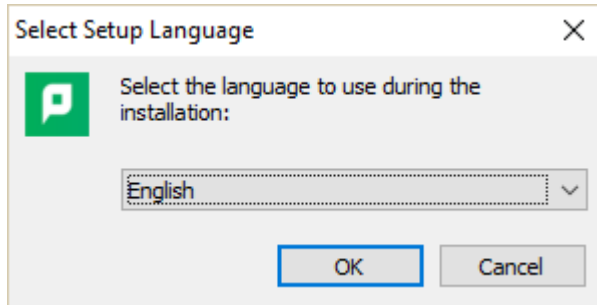 Select Setup Language
Select the language to use during the
installation:
English
OK
Cancel